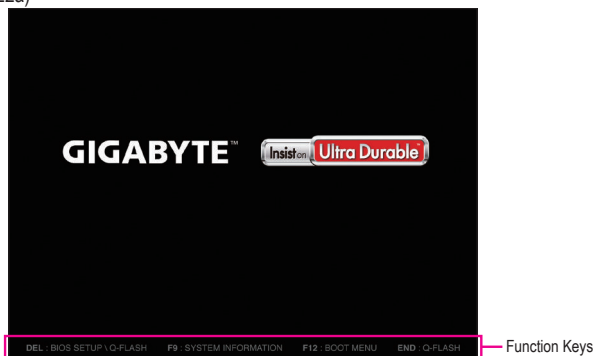 GIGABYTE™
Insist on Ultra Durable™
DEL : BIOS SETUP \ Q-FLASH F9 : SYSTEM INFORMATION F12 : BOOT MENU END : Q-FLASH
Function Keys